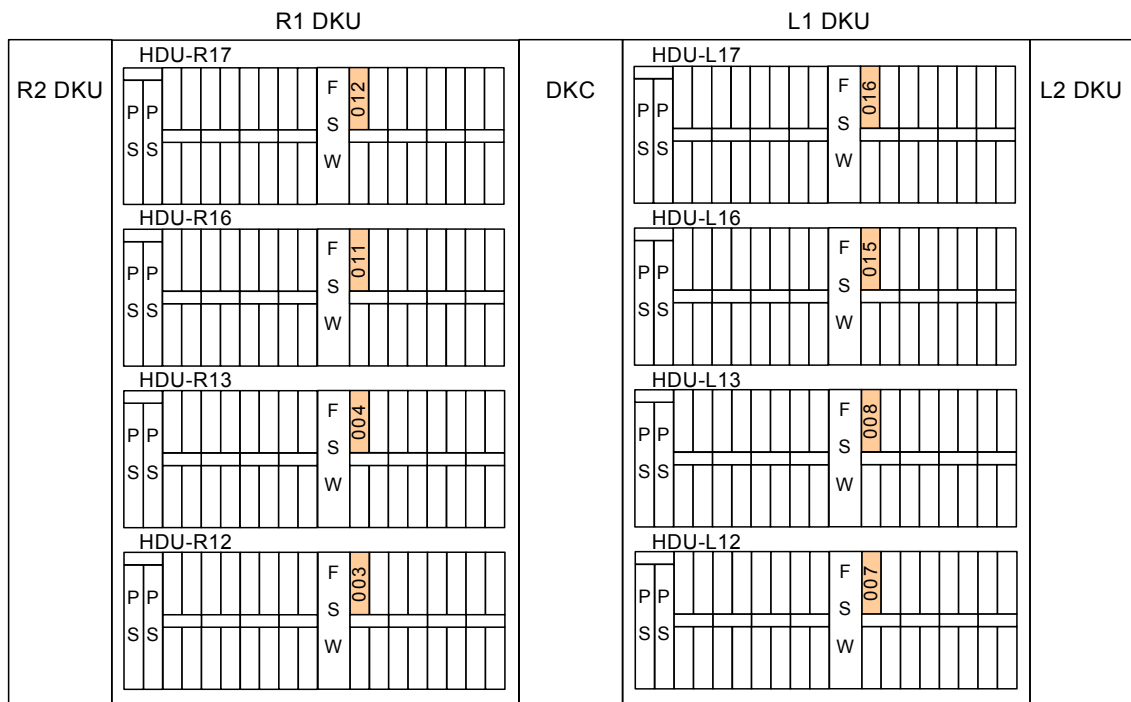 R1 DKU L1 DKU
R2 DKU DKC L2 DKU
HDU-R17 HDU-L17
P P F 012 P P F 016
S S S S S S
W W
HDU-R16 HDU-L16
P P F 011 P P F 015
S S S S S S
W W
HDU-R13 HDU-L13
P P F 004 P P F 008
S S S S S S
W W
HDU-R12 HDU-L12
P P F 003 P P F 007
S S S S S S
W W